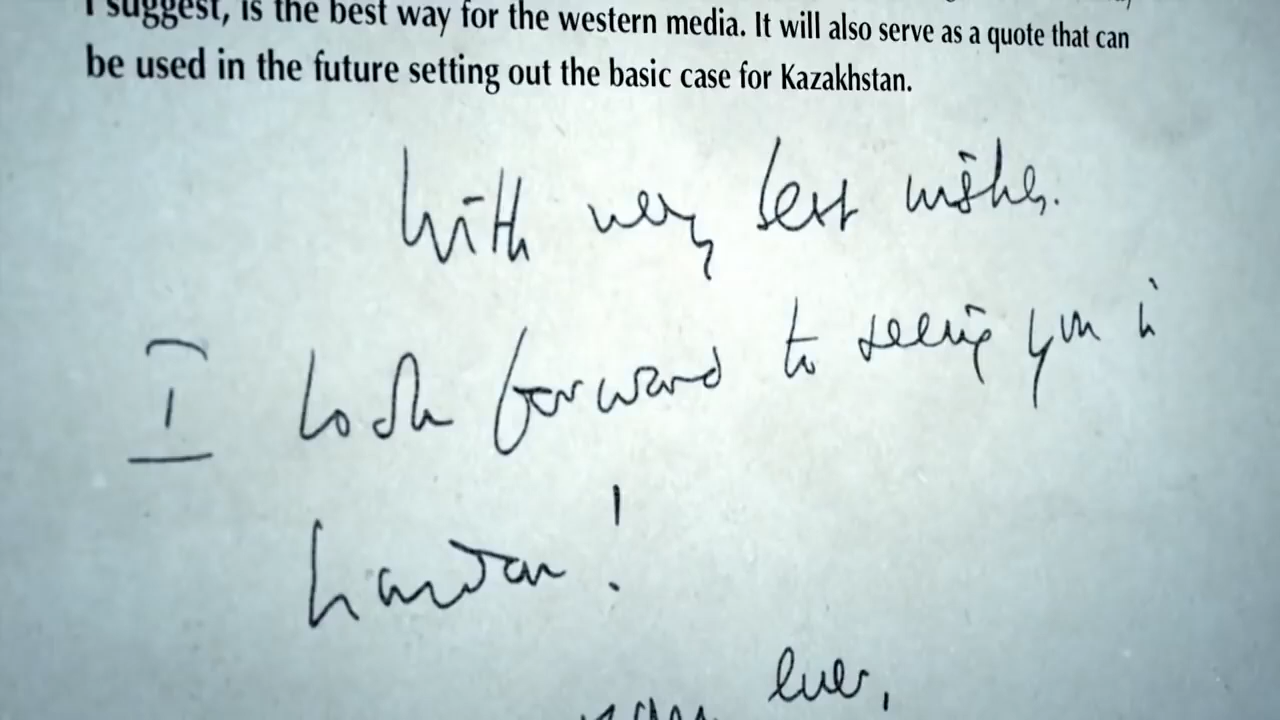 I suggest, is the best way for the western media. It will also serve as a quote that can
be used in the future setting out the basic case for Kazakhstan.
With very best wishes.
I look forward to seeing you in
London!
ever,